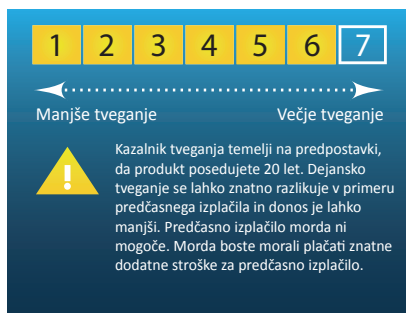 1 2 3 4 5 6 7
Manjše tveganje Večje tveganje
!
Kazalnik tveganja temelji na predpostavki,
da produkt posedujete 20 let. Dejansko
tveganje se lahko znatno razlikuje v primeru
predčasnega izplačila in donos je lahko
manjši. Predčasno izplačilo morda ni
mogoče. Morda boste morali plačati znatne
dodatne stroške za predčasno izplačilo.